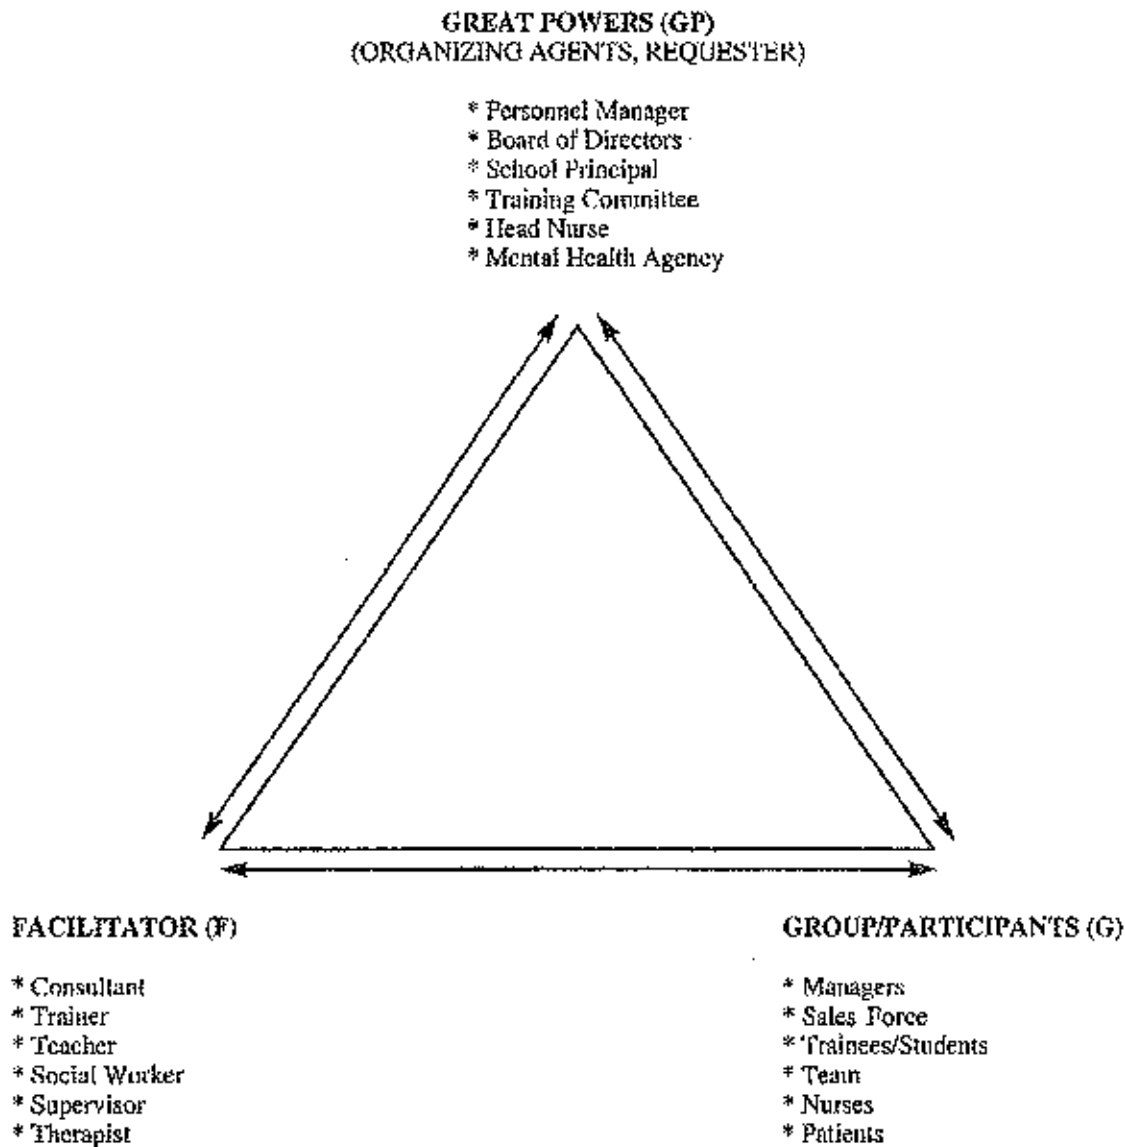 GREAT POWERS (GP)
(ORGANIZING AGENTS, REQUESTER)
* Personnel Manager
* Board of Directors
* School Principal
* Training Committee
* Head Nurse
* Mental Health Agency
FACILITATOR (F)
* Consultant
* Trainer
* Teacher
* Social Worker
* Supervisor
* Therapist
GROUP/PARTICIPANTS (G)
* Managers
* Sales Force
* Trainees/Students
* Team
* Nurses
* Patients